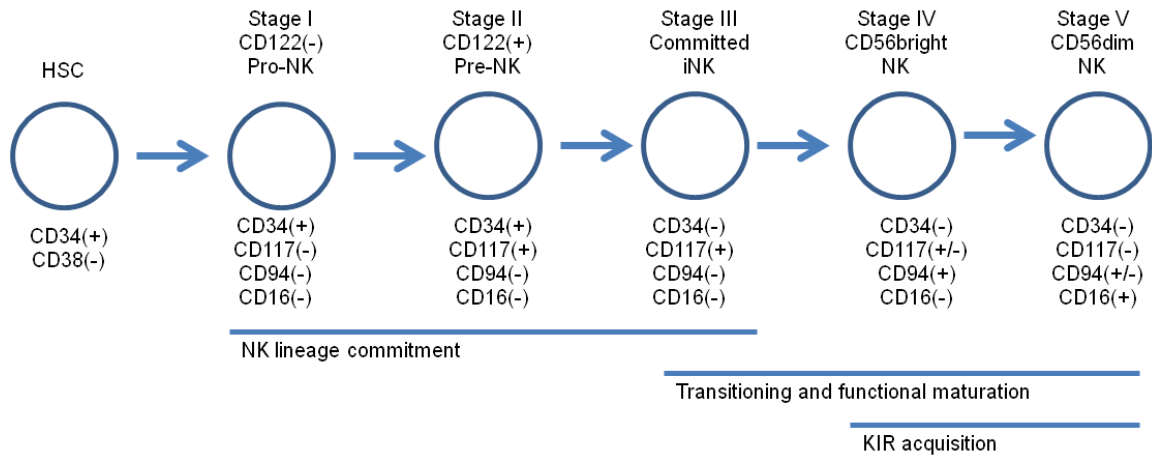 HSC
Stage I
CD122(-)
Pro-NK
Stage II
CD122(+)
Pre-NK
Stage III
Committed
iNK
Stage IV
CD56bright
NK
Stage V
CD56dim
NK
CD34(+)
CD38(-)
CD34(+)
CD117(-)
CD94(-)
CD16(-)
CD34(+)
CD117(+)
CD94(-)
CD16(-)
CD34(-)
CD117(+)
CD94(-)
CD16(-)
CD34(-)
CD117(+/-)
CD94(+)
CD16(-)
CD34(-)
CD117(-)
CD94(+/-)
CD16(+)
NK lineage commitment
Transitioning and functional maturation
KIR acquisition